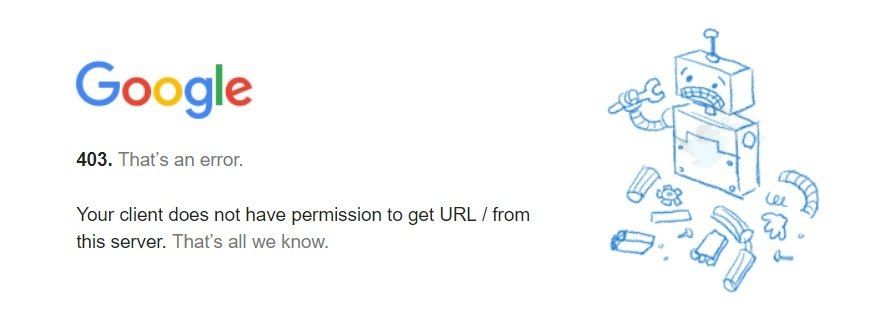 Google
403. That's an error.
Your client does not have permission to get URL / from
this server. That's all we know.